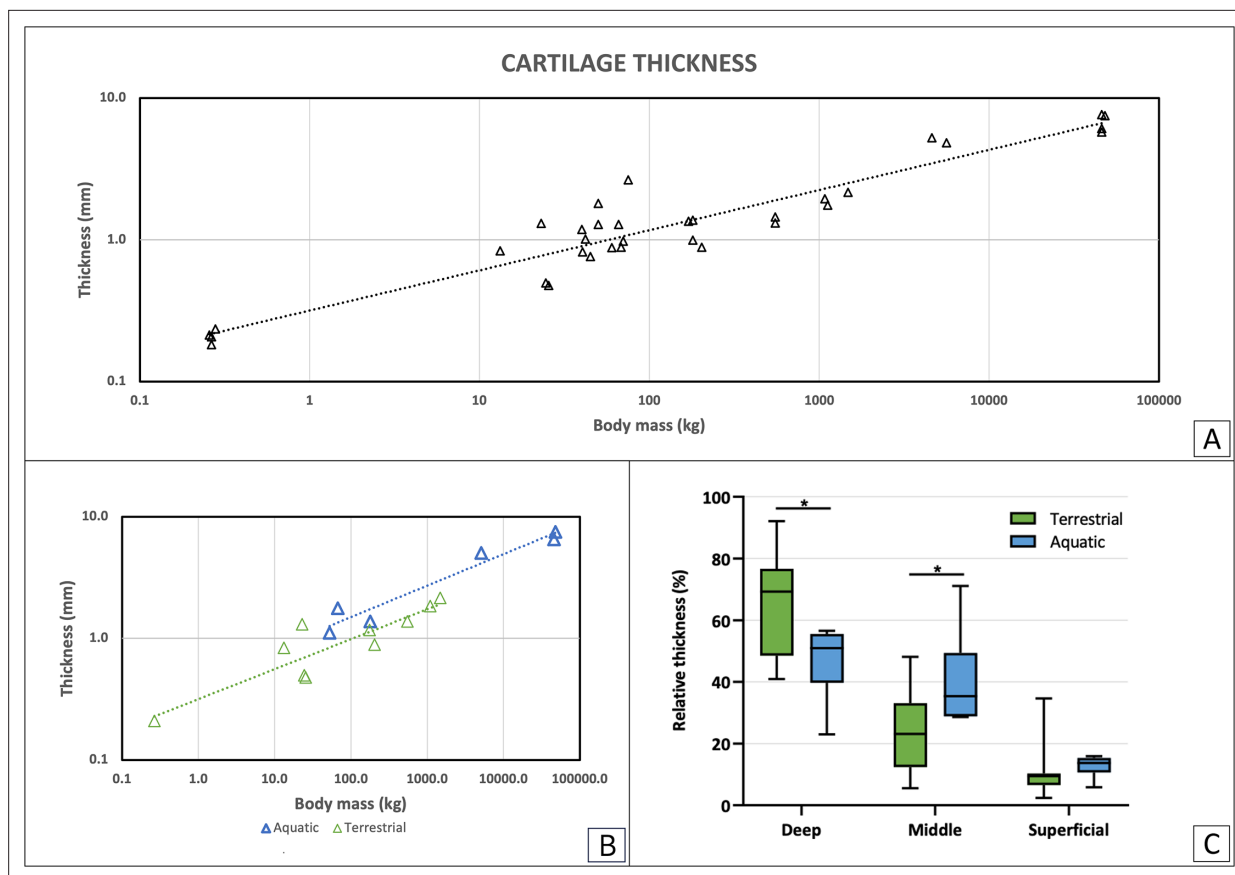 CARTILAGE THICKNESS
10.0
1.0
0.1
Thickness (mm)
0.1 1 10 100 1000 10000 100000
Body mass (kg)
A
10.0
1.0
0.1
Thickness (mm)
0.1 1.0 10.0 100.0 1000.0 10000.0 100000.0
Body mass (kg)
Aquatic Terrestrial
B
100
80
60
40
20
0
Relative thickness (%)
* *
Terrestrial
Aquatic
Deep Middle Superficial
C